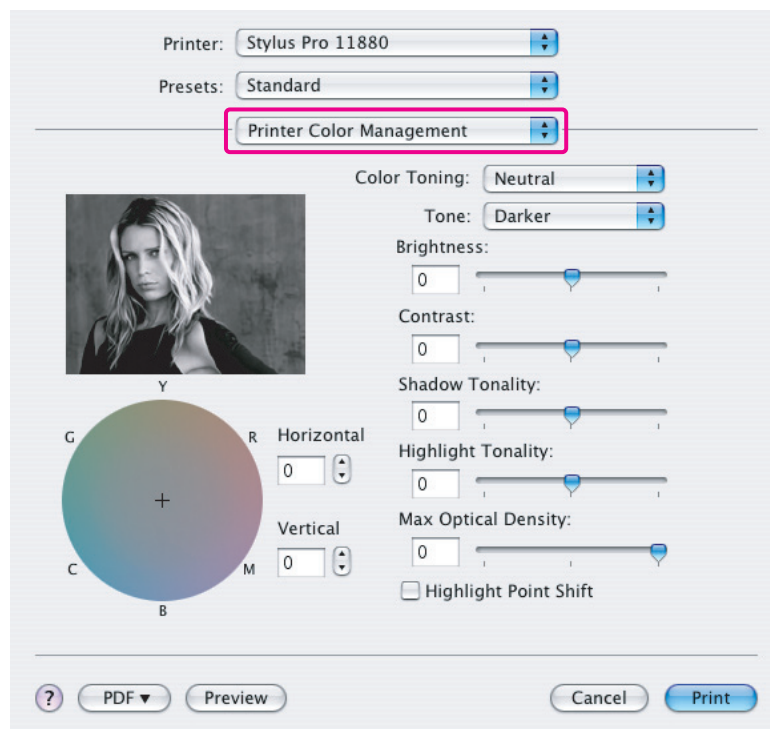 Printer: Stylus Pro 11880
Presets: Standard
Printer Color Management
Color Toning: Neutral
Tone: Darker
Brightness:
0
Contrast:
0
Shadow Tonality:
0
Highlight Tonality:
0
Max Optical Density:
0
Highlight Point Shift
Y
G R
C M
B
Horizontal
0
Vertical
0
? PDF ▼ Preview Cancel Print